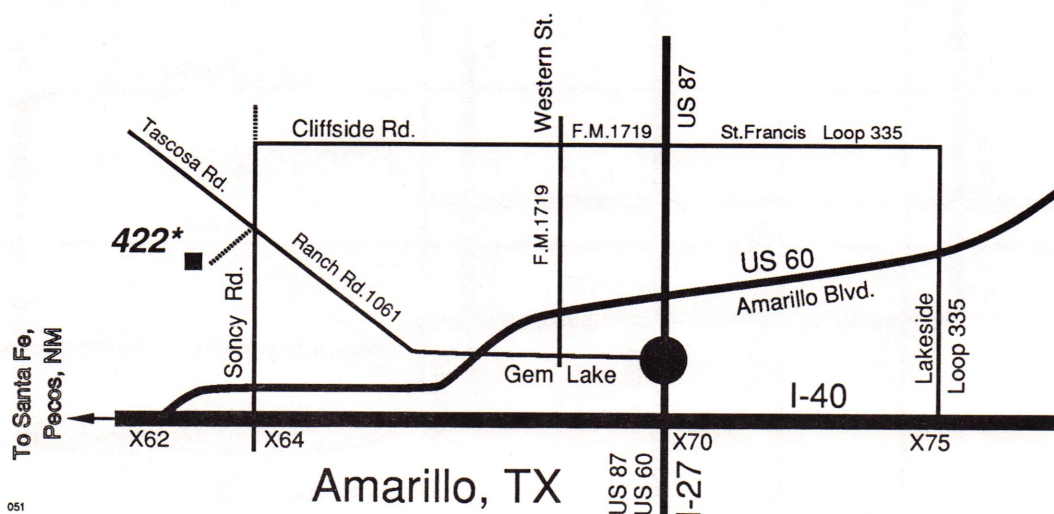 Western St.
US 87
Cliffside Rd.
F.M.1719
St.Francis Loop 335
Tascosa Rd.
422*
Ranch Rd.1061
F.M.1719
US 60
Amarillo Blvd.
Soncy Rd.
Lakeside
Loop 335
To Santa Fe,
Pecos, NM
Gem Lake
I-40
X62
X64
X70
X75
Amarillo, TX
US 87
US 60
I-27
051